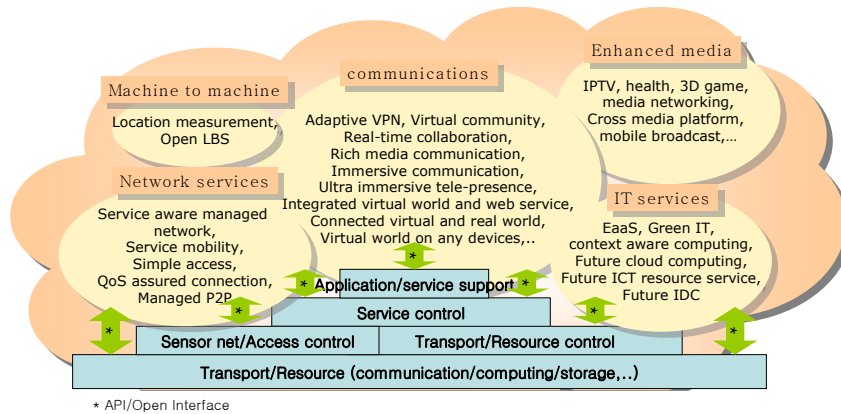 Machine to machine
Location measurement,
Open LBS
communications
Adaptive VPN, Virtual community,
Real-time collaboration,
Rich media communication,
Immersive communication,
Ultra immersive tele-presence,
Integrated virtual world and web service,
Connected virtual and real world,
Virtual world on any devices,..
Enhanced media
IPTV, health, 3D game,
media networking,
Cross media platform,
mobile broadcast,…
Network services
Service aware managed
network,
Service mobility,
Simple access,
QoS assured connection,
Managed P2P
IT services
EaaS, Green IT,
context aware computing,
Future cloud computing,
Future ICT resource service,
Future IDC
*
* Application/service support *
* Service control *
* Sensor net/Access control Transport/Resource control *
Transport/Resource (communication/computing/storage,..)
* API/Open Interface